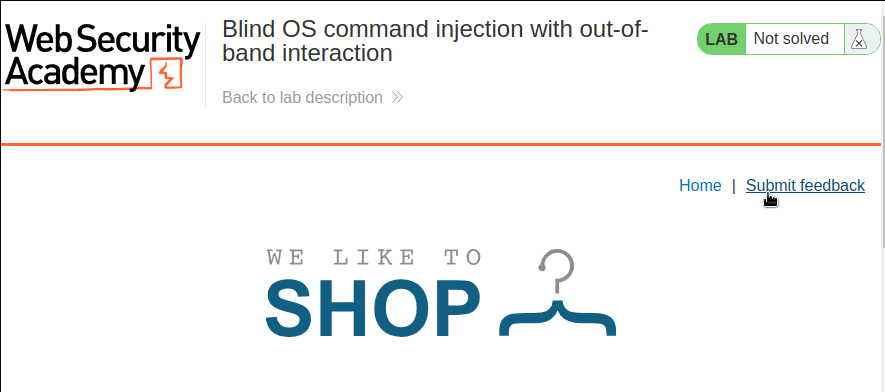 Web Security
Academy
Blind OS command injection with out-of-
band interaction
Back to lab description
LAB Not solved
Home | Submit feedback
WE LIKE TO
SHOP